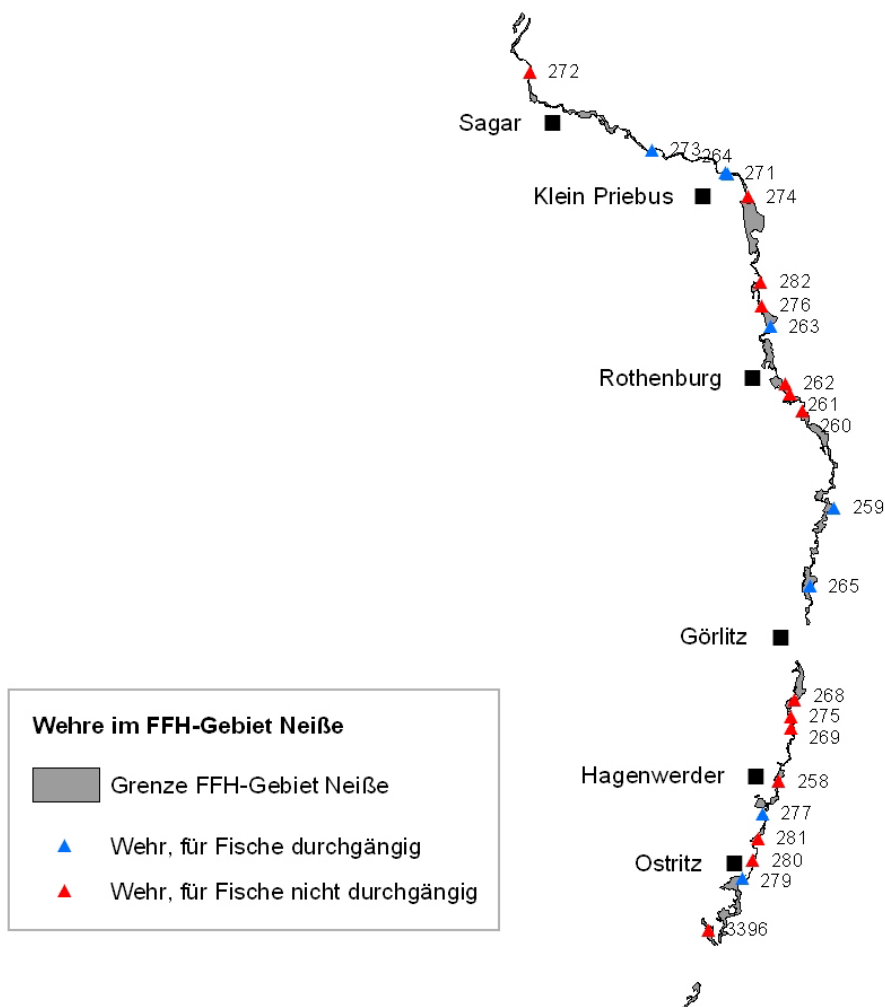 272
Sagar
273
264
271
Klein Priebus
274
282
276
263
Rothenburg
262
261
260
259
265
Görlitz
268
275
269
Hagenwerder
258
277
281
Ostritz
280
279
3396
Wehre im FFH-Gebiet Neiße
Grenze FFH-Gebiet Neiße
Wehr, für Fische durchgängig
Wehr, für Fische nicht durchgängig